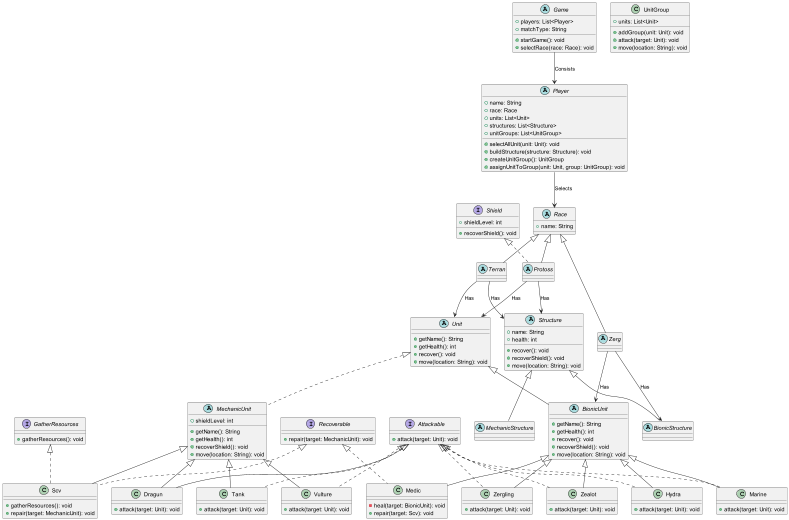 Game
players: List<Player>
matchType: String
startGame(): void
selectRace(race: Race): void
UnitGroup
units: List<Unit>
addGroup(unit: Unit): void
attack(target: Unit): void
move(location: String): void
Consists
Player
name: String
race: Race
units: List<Unit>
structures: List<Structure>
unitGroups: List<UnitGroup>
selectAllUnit(unit: Unit): void
buildStructure(structure: Structure): void
createUnitGroup(): UnitGroup
assignUnitToGroup(unit: Unit, group: UnitGroup): void
Selects
Shield
shieldLevel: int
recoverShield(): void
Race
name: String
Terran
Protoss
Has
Has
Has
Has
Unit
getName(): String
getHealth(): int
recover(): void
move(location: String): void
Structure
name: String
health: int
recover(): void
recoverShield(): void
move(location: String): void
Zerg
Has
Has
GatherResources
gatherResources(): void
MechanicUnit
shieldLevel: int
getName(): String
getHealth(): int
recoverShield(): void
move(location: String): void
Recoverable
repair(target: MechanicUnit): void
Attackable
attack(target: Unit): void
MechanicStructure
BionicUnit
getName(): String
getHealth(): int
recover(): void
recoverShield(): void
move(location: String): void
BionicStructure
Scv
gatherResources(): void
repair(target: MechanicUnit): void
Dragun
attack(target: Unit): void
Tank
attack(target: Unit): void
Vulture
attack(target: Unit): void
Medic
heal(target: BionicUnit): void
repair(target: Scv): void
Zergling
attack(target: Unit): void
Zealot
attack(target: Unit): void
Hydra
attack(target: Unit): void
Marine
attack(target: Unit): void